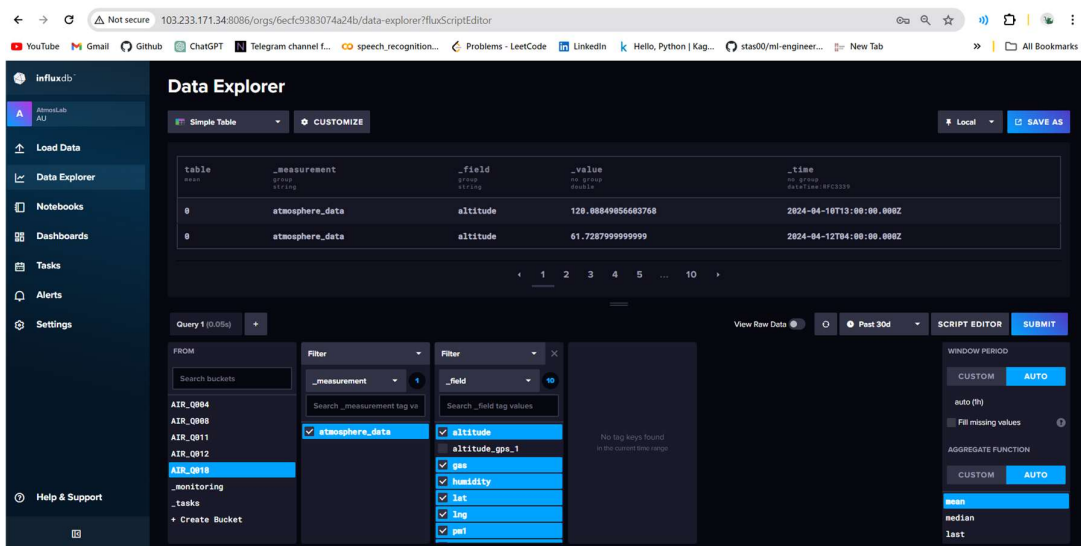 Not secure 103.233.171.34:8086/orgs/6ecfc9383074a24b/data-explorer?fluxScriptEditor
YouTube Gmail Github ChatGPT Telegram channel f... speech_recognition... Problems - LeetCode LinkedIn Hello, Python | Kag... stas00/ml-engineer... New Tab » All Bookmarks
influxdb
Data Explorer
A AtmosLab
AU
Simple Table CUSTOMIZE Local SAVE AS
Load Data
Data Explorer
Notebooks
Dashboards
Tasks
Alerts
Settings
Help & Support
table _measurement _field _value _time
mean group group no group no group
string string double dateTime:RFC3339
0 atmosphere_data altitude 120.08849056603768 2024-04-10T13:00:00.000Z
0 atmosphere_data altitude 61.7287999999999 2024-04-12T04:00:00.000Z
1 2 3 4 5 ... 10
Query 1 (0.05s) + View Raw Data Past 30d SCRIPT EDITOR SUBMIT
FROM
Search buckets
AIR_Q004
AIR_Q008
AIR_Q011
AIR_Q012
AIR_Q018
_monitoring
_tasks
+ Create Bucket
Filter
_measurement 1
Search _measurement tag va
atmosphere_data
Filter
_field 10
Search _field tag values
altitude
altitude_gps_1
gas
humidity
lat
lng
pm1
No tag keys found
in the current time range
WINDOW PERIOD
CUSTOM AUTO
auto (1h)
Fill missing values ?
AGGREGATE FUNCTION
CUSTOM AUTO
mean
median
last